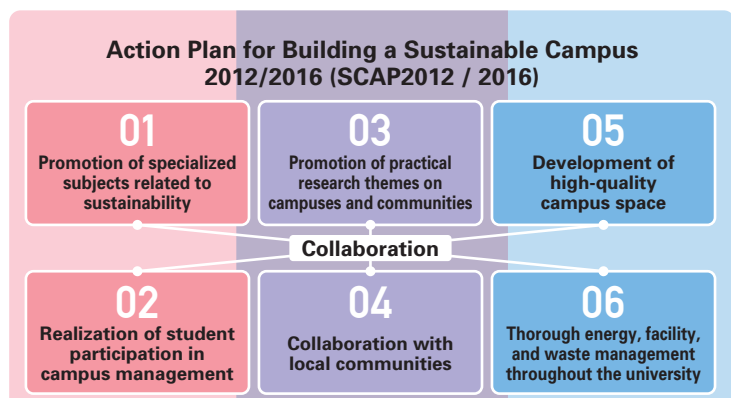 Action Plan for Building a Sustainable Campus
2012/2016 (SCAP2012 / 2016)
01
Promotion of specialized
subjects related to
sustainability
03
Promotion of practical
research themes on
campuses and communities
05
Development of
high-quality
campus space
Collaboration
02
Realization of student
participation in
campus management
04
Collaboration with
local communities
06
Thorough energy, facility,
and waste management
throughout the university